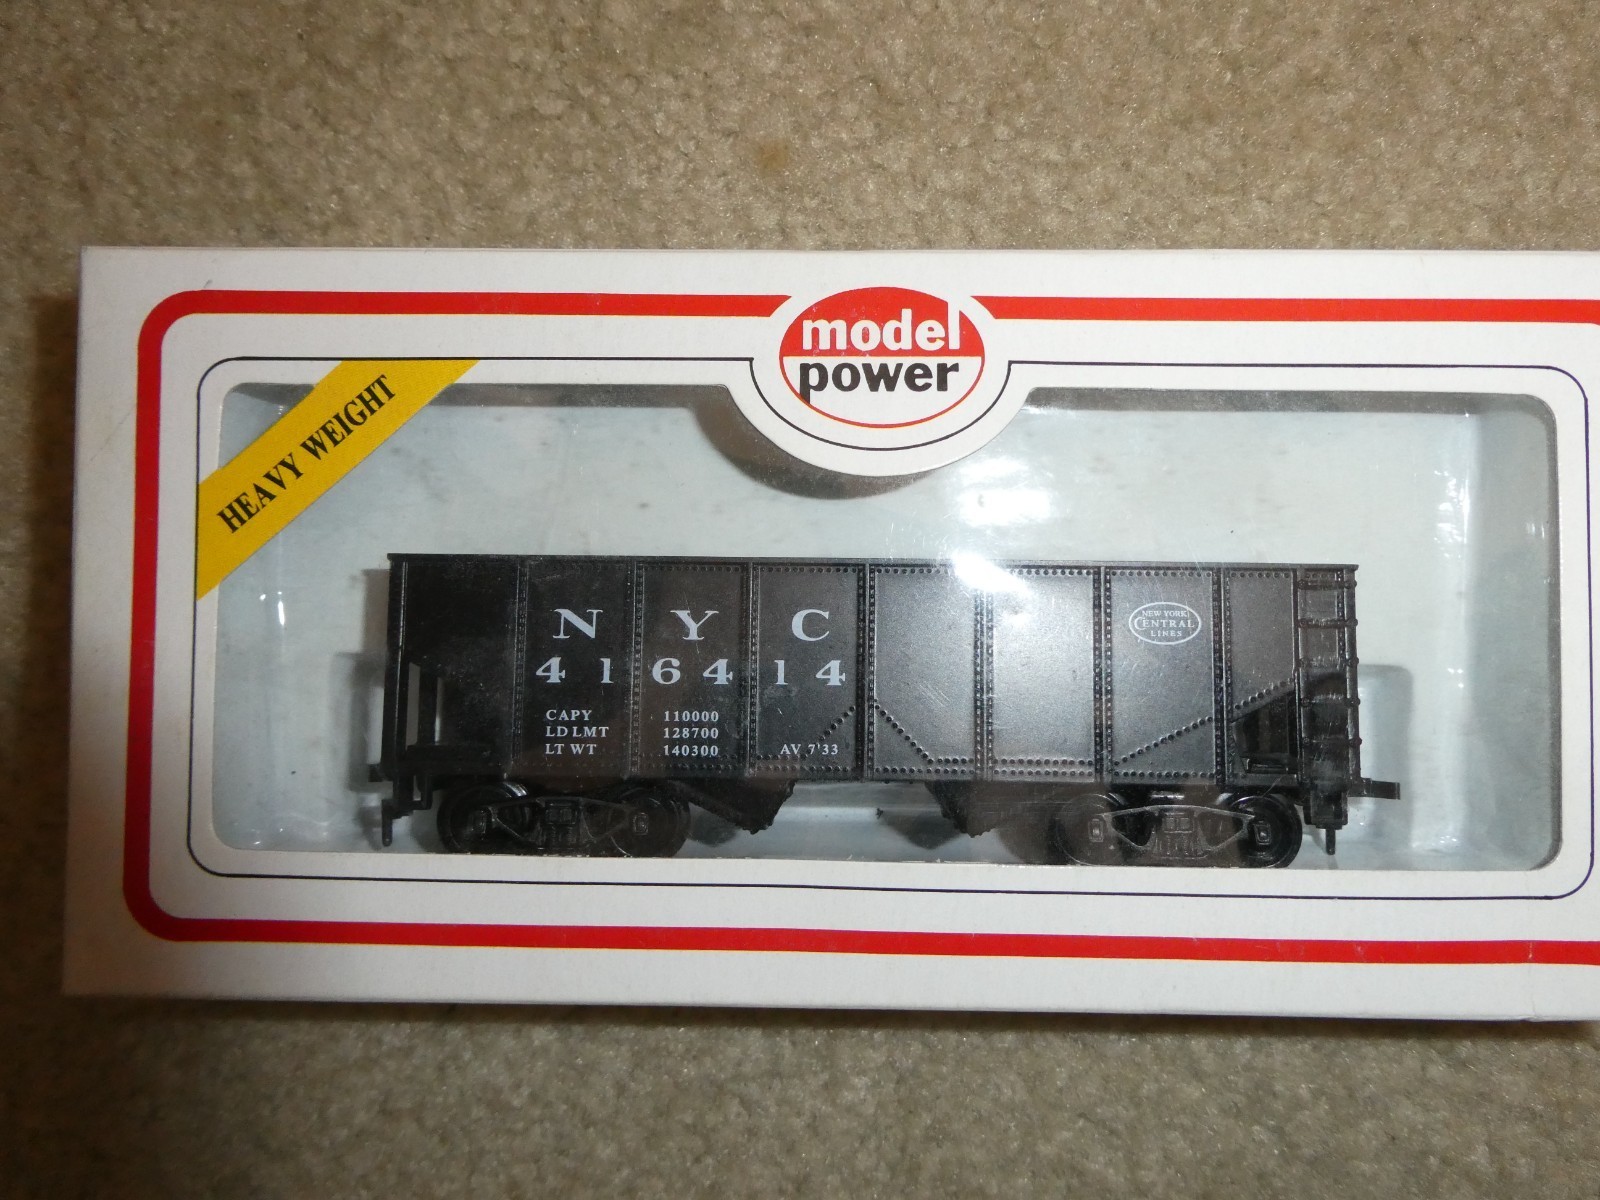 model
power
HEAVY WEIGHT
N Y C
416414
CAPY 110000
LD LMT 128700
LT WT 140300 AV 7'33
NEW YORK
CENTRAL
LINES